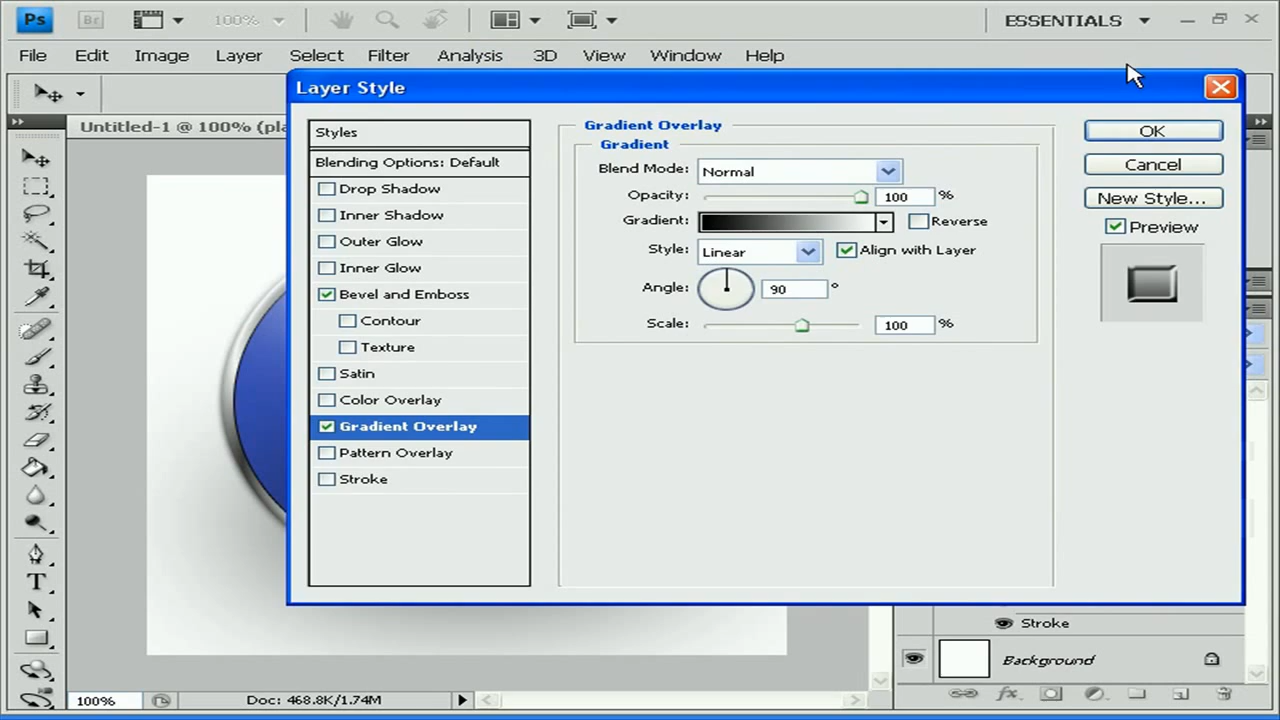 Ps Br 100% ESSENTIALS
File Edit Image Layer Select Filter Analysis 3D View Window Help
Layer Style
Untitled-1 @ 100% (pla
Styles
Blending Options: Default
Drop Shadow
Inner Shadow
Outer Glow
Inner Glow
Bevel and Emboss
Contour
Texture
Satin
Color Overlay
Gradient Overlay
Pattern Overlay
Stroke
Gradient Overlay
Gradient
Blend Mode: Normal
Opacity: 100 %
Gradient: Reverse
Style: Linear Align with Layer
Angle: 90 °
Scale: 100 %
OK
Cancel
New Style...
Preview
T
Stroke
Background
100% Doc: 468.8K/1.74M